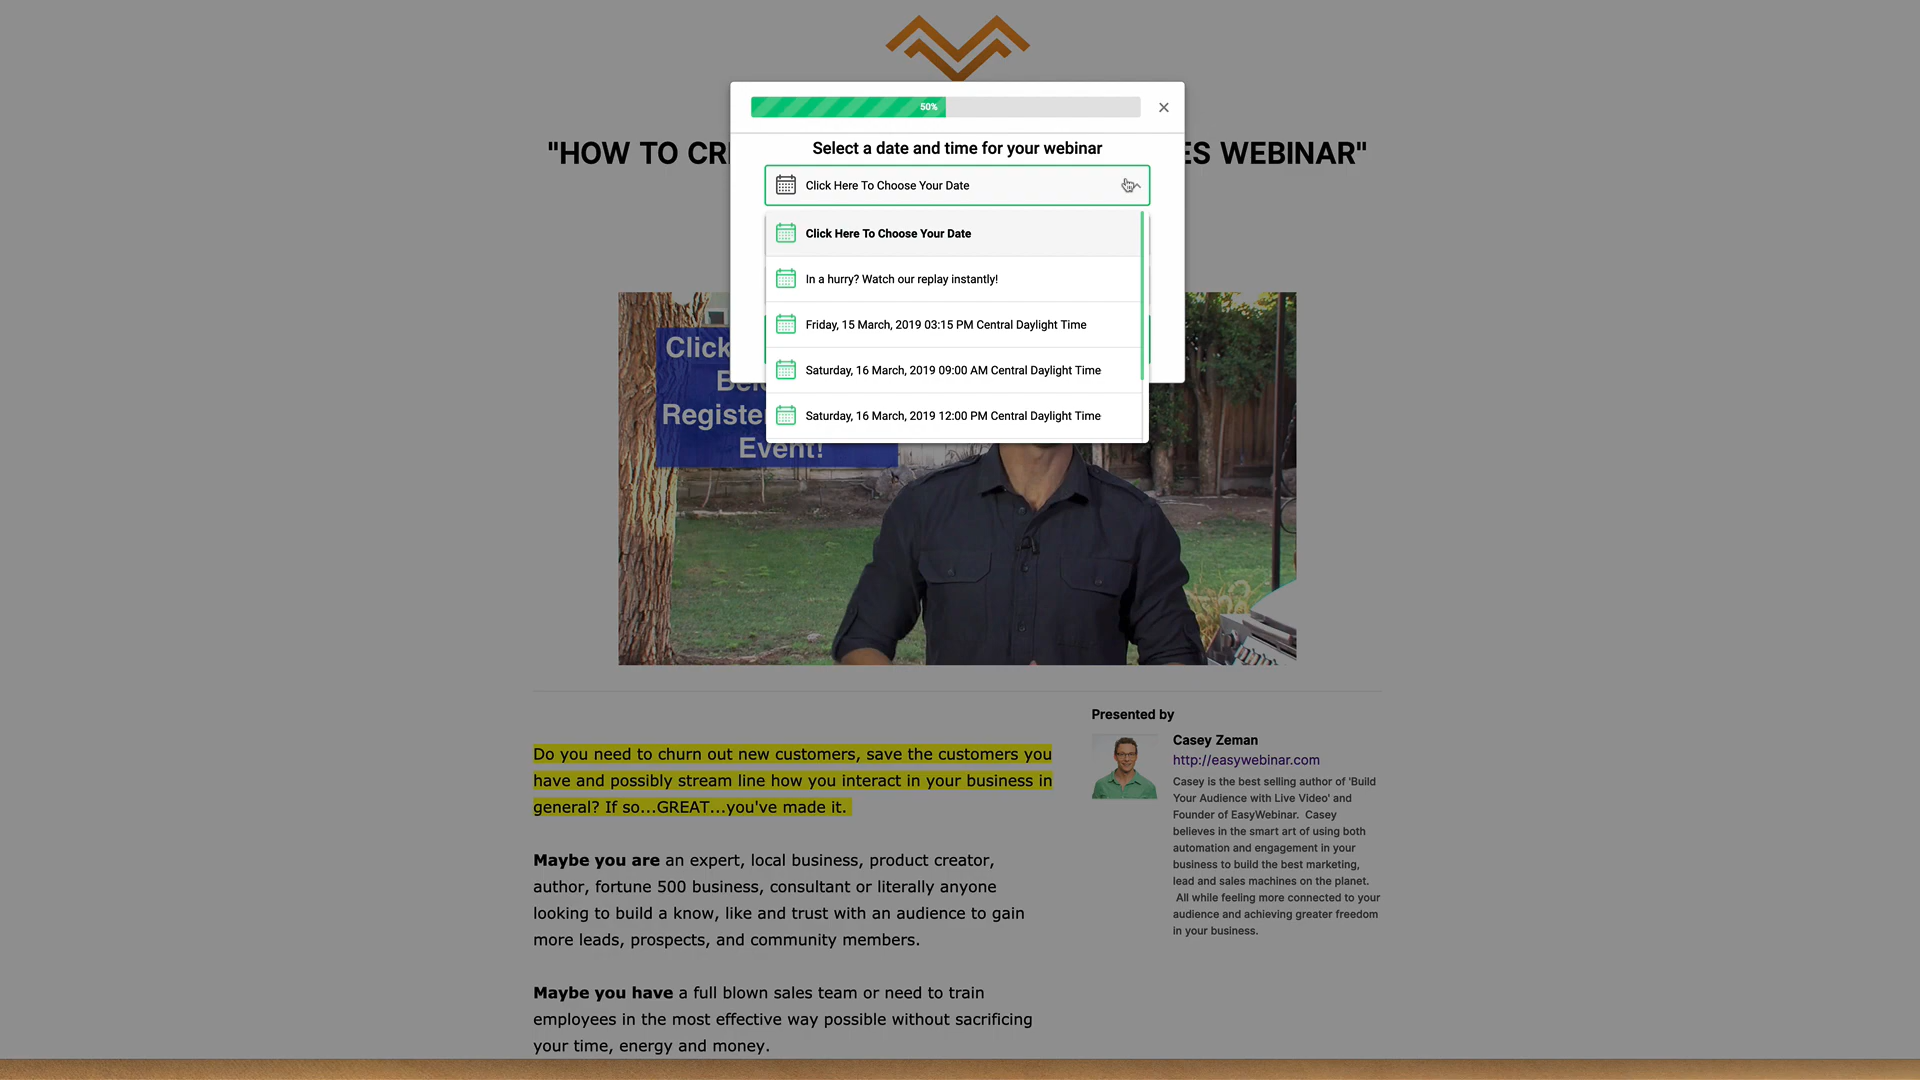 50%
"HOW TO CR
ES WEBINAR"
Select a date and time for your webinar
Click Here To Choose Your Date
Click Here To Choose Your Date
In a hurry? Watch our replay instantly!
Friday, 15 March, 2019 03:15 PM Central Daylight Time
Saturday, 16 March, 2019 09:00 AM Central Daylight Time
Saturday, 16 March, 2019 12:00 PM Central Daylight Time
Click
Registe
Event!
Do you need to churn out new customers, save the customers you
have and possibly stream line how you interact in your business in
general? If so...GREAT...you've made it.
Maybe you are an expert, local business, product creator,
author, fortune 500 business, consultant or literally anyone
looking to build a know, like and trust with an audience to gain
more leads, prospects, and community members.
Maybe you have a full blown sales team or need to train
employees in the most effective way possible without sacrificing
your time, energy and money.
Presented by
Casey Zeman
http://easywebinar.com
Casey is the best selling author of 'Build
Your Audience with Live Video' and
Founder of EasyWebinar. Casey
believes in the smart art of using both
automation and engagement in your
business to build the best marketing,
lead and sales machines on the planet.
All while feeling more connected to your
audience and achieving greater freedom
in your business.